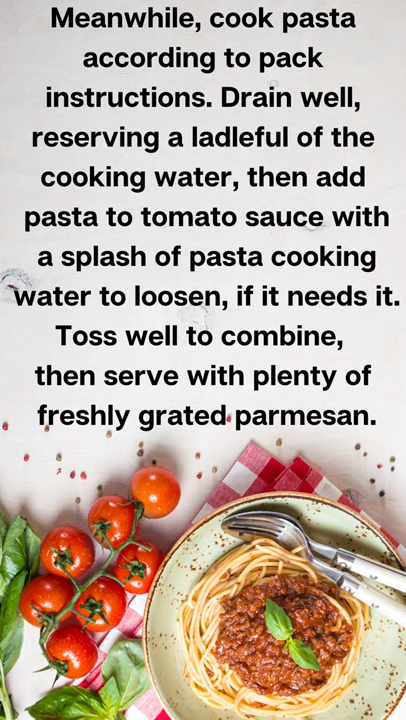 Meanwhile, cook pasta
according to pack
instructions. Drain well,
reserving a ladleful of the
cooking water, then add
pasta to tomato sauce with
a splash of pasta cooking
water to loosen, if it needs it.
Toss well to combine,
then serve with plenty of
freshly grated parmesan.